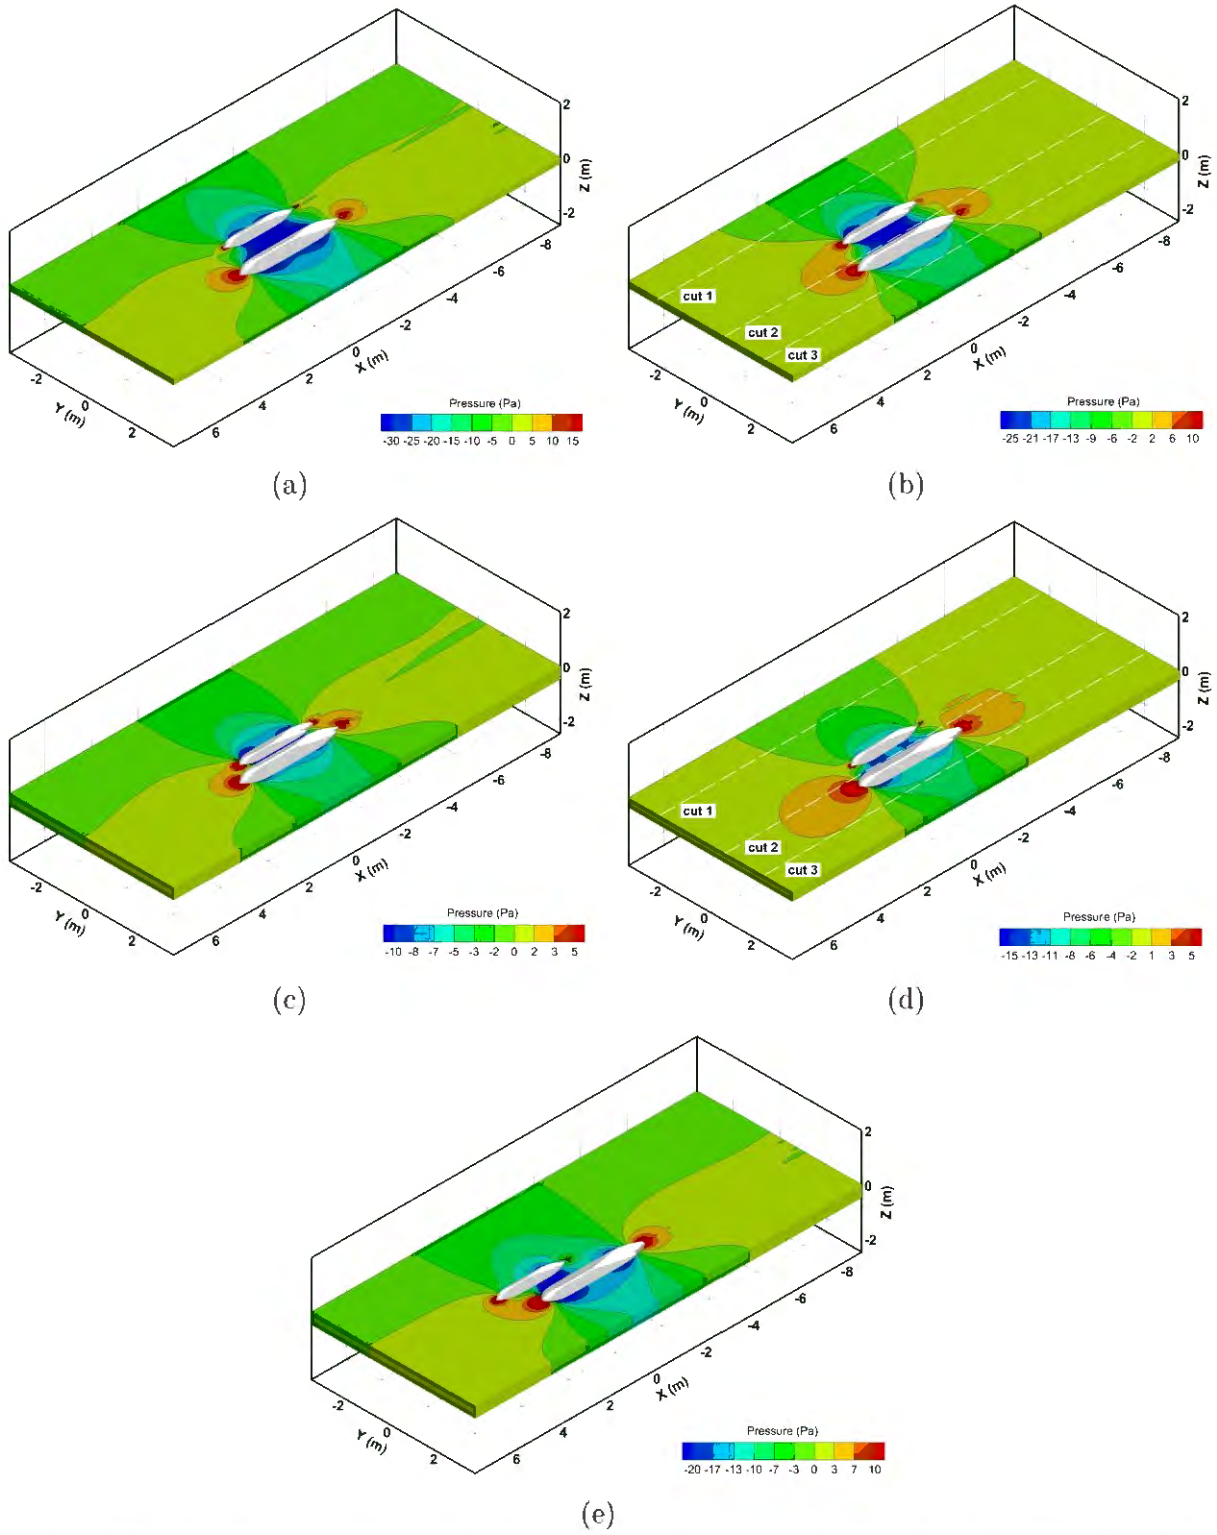 2
0
-2
Z (m)
-8
-6
-4
-2
0
X (m)
2
4
6
-2
0
Y (m)
2
Pressure (Pa)
-30 -25 -20 -15 -10 -5 0 5 10 15
(a)
2
0
-2
Z (m)
-8
-6
-4
-2
0
X (m)
2
4
6
-2
0
Y (m)
2
cut 1
cut 2
cut 3
Pressure (Pa)
-25 -21 -17 -13 -9 -6 -2 2 6 10
(b)
2
0
-2
Z (m)
-8
-6
-4
-2
0
X (m)
2
4
6
-2
0
Y (m)
2
Pressure (Pa)
-10 -8 -7 -5 -3 -2 0 2 3 5
(c)
2
0
-2
Z (m)
-8
-6
-4
-2
0
X (m)
2
4
6
-2
0
Y (m)
2
cut 1
cut 2
cut 3
Pressure (Pa)
-15 -13 -11 -8 -6 -4 -2 1 3 5
(d)
2
0
-2
Z (m)
-8
-6
-4
-2
0
X (m)
2
4
6
-2
0
Y (m)
2
Pressure (Pa)
-20 -17 -13 -10 -7 -3 0 3 7 10
(e)